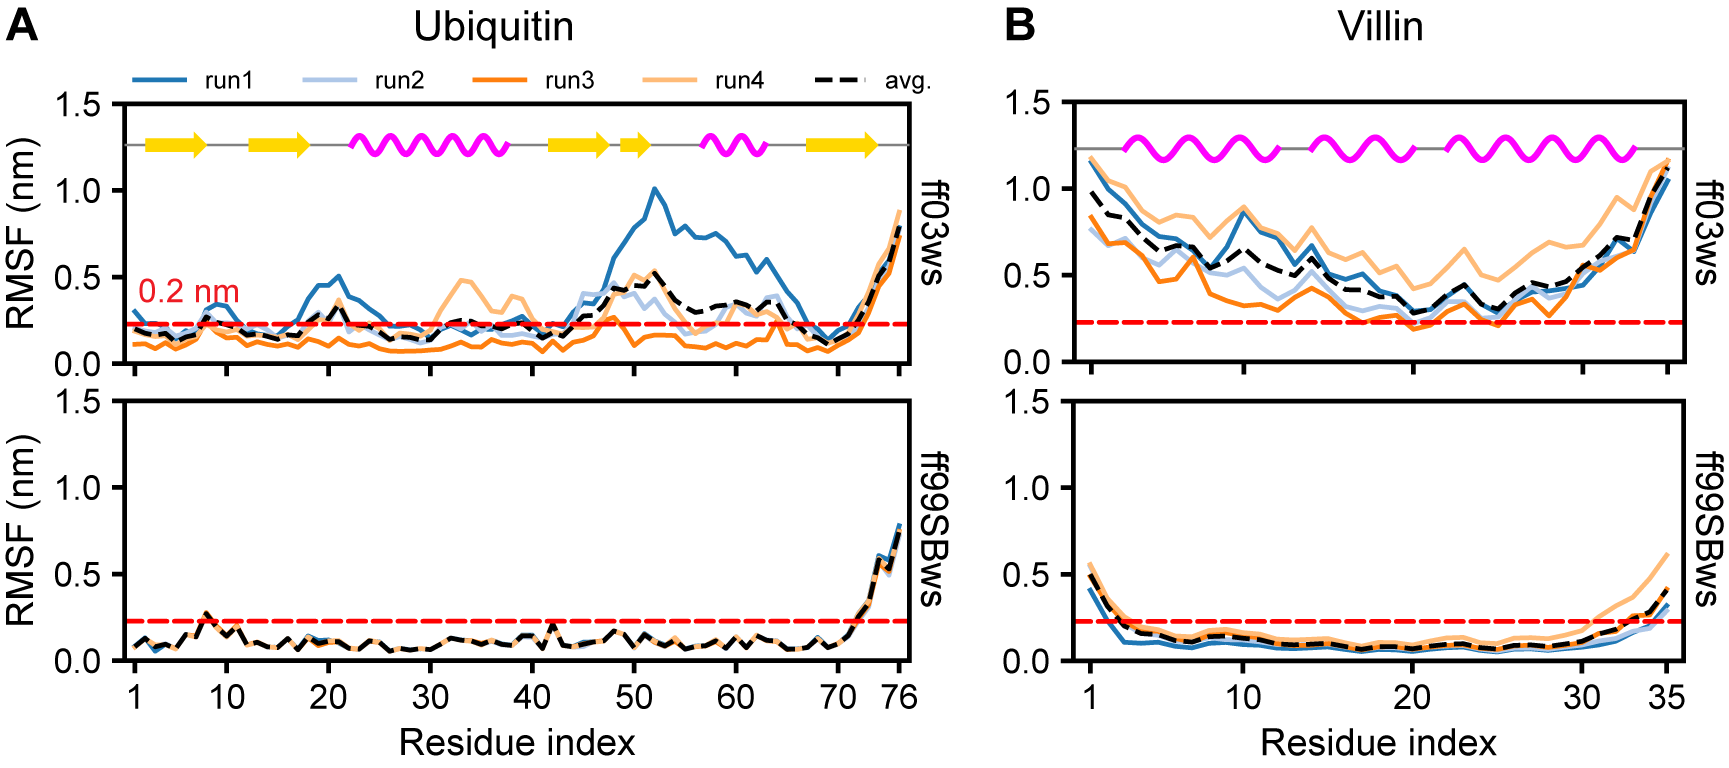 A
Ubiquitin
run1 run2 run3 run4 avg.
1.5
1.0
0.5
0.0
RMSF (nm)
0.2 nm
ff03ws
1.5
1.0
0.5
0.0
RMSF (nm)
ff99SBws
1 10 20 30 40 50 60 70 76
Residue index
B
Villin
1.5
1.0
0.5
0.0
ff03ws
1.5
1.0
0.5
0.0
ff99SBws
1 10 20 30 35
Residue index